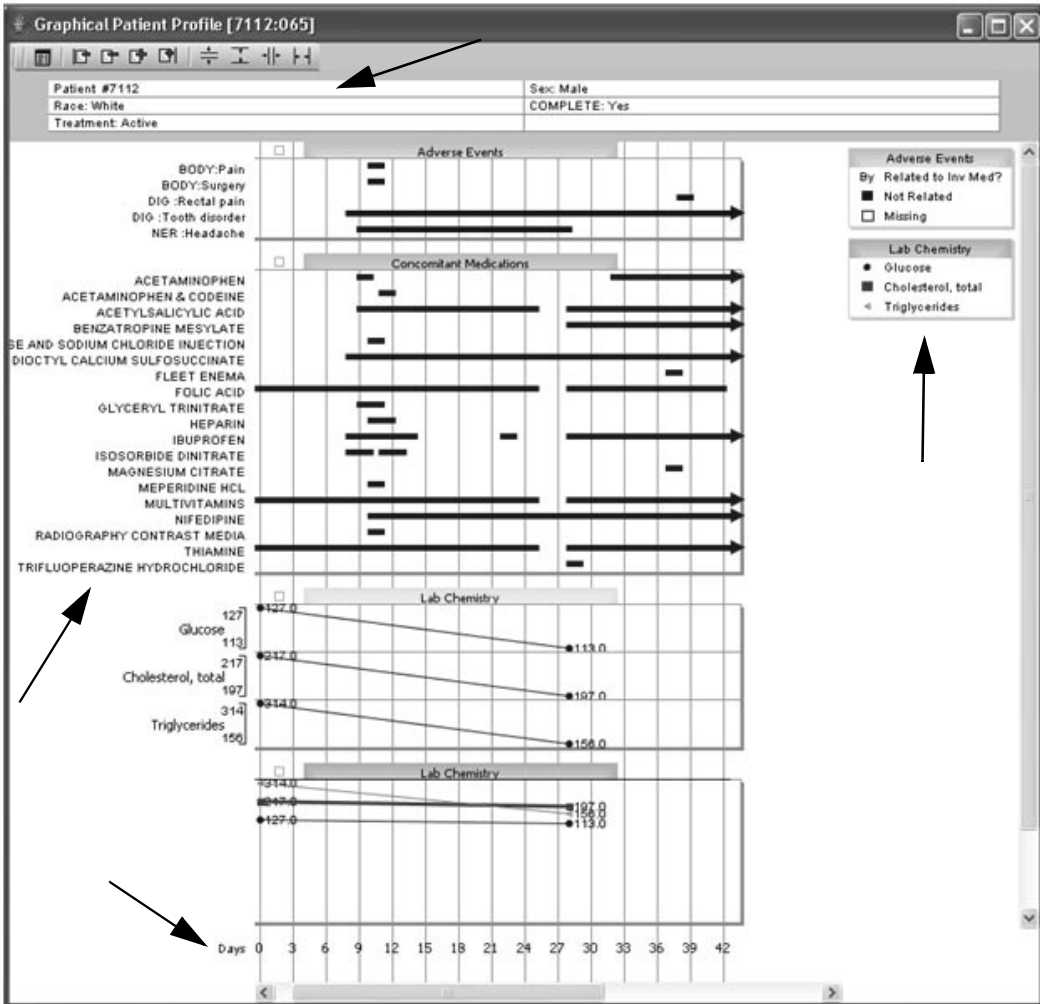 Graphical Patient Profile [7112:065]
Patient #7112
Sex: Male
Race: White
COMPLETE: Yes
Treatment: Active
Adverse Events
BODY:Pain
BODY:Surgery
DIG :Rectal pain
DIG :Tooth disorder
NER :Headache
Concomitant Medications
ACETAMINOPHEN
ACETAMINOPHEN & CODEINE
ACETYLSALICYLIC ACID
BENZATROPINE MESYLATE
SE AND SODIUM CHLORIDE INJECTION
DIOCTYL CALCIUM SULFOSUCCINATE
FLEET ENEMA
FOLIC ACID
GLYCERYL TRINITRATE
HEPARIN
IBUPROFEN
ISOSORBIDE DINITRATE
MAGNESIUM CITRATE
MEPERIDINE HCL
MULTIVITAMINS
NIFEDIPINE
RADIOGRAPHY CONTRAST MEDIA
THIAMINE
TRIFLUOPERAZINE HYDROCHLORIDE
Lab Chemistry
127
127.0
Glucose
113
113.0
217
217.0
Cholesterol, total
197
197.0
314
314.0
Triglycerides
156
156.0
Lab Chemistry
314.0
217.0
197.0
156.0
127.0
113.0
Days 0 3 6 9 12 15 18 21 24 27 30 33 36 39 42
Adverse Events
By Related to Inv Med?
Not Related
Missing
Lab Chemistry
Glucose
Cholesterol, total
Triglycerides